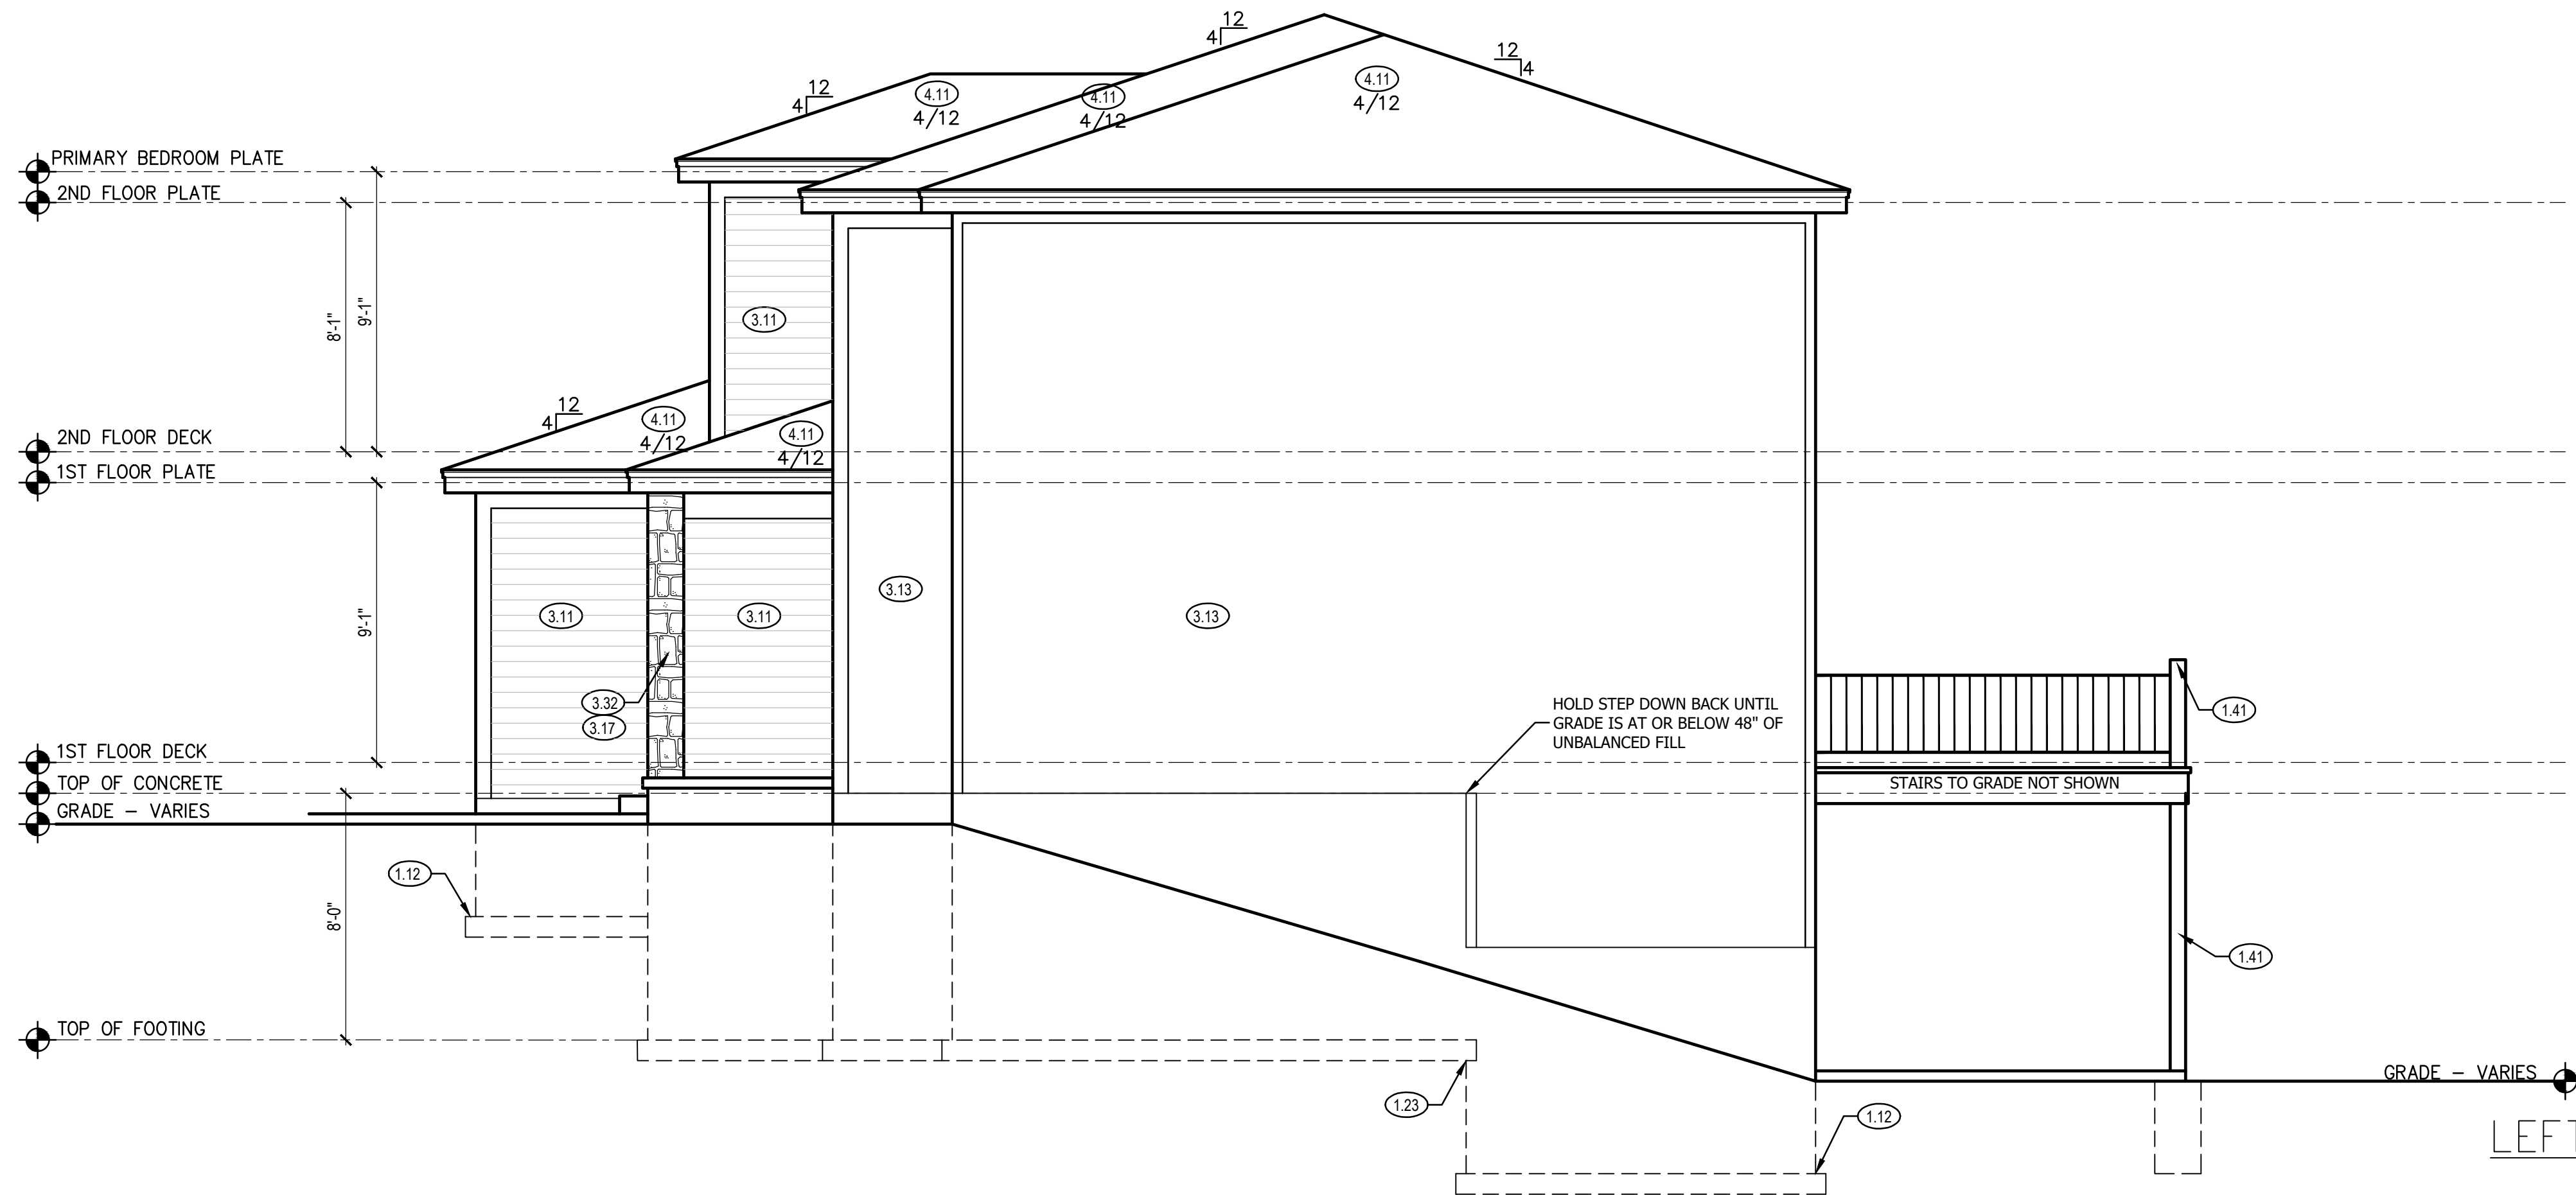 12
4
12
4
12
4
4.11
4/12
4.11
4/12
4.11
4/12
PRIMARY BEDROOM PLATE
2ND FLOOR PLATE
3.11
8'-1"
9'-1"
12
4
4.11
4/12
4.11
4/12
2ND FLOOR DECK
1ST FLOOR PLATE
3.13
9'-1"
3.11
3.11
3.13
3.32
3.17
HOLD STEP DOWN BACK UNTIL
GRADE IS AT OR BELOW 48" OF
UNBALANCED FILL
1.41
1ST FLOOR DECK
TOP OF CONCRETE
STAIRS TO GRADE NOT SHOWN
GRADE – VARIES
1.12
8'-0"
1.41
TOP OF FOOTING
GRADE – VARIES
1.23
1.12
LEFT